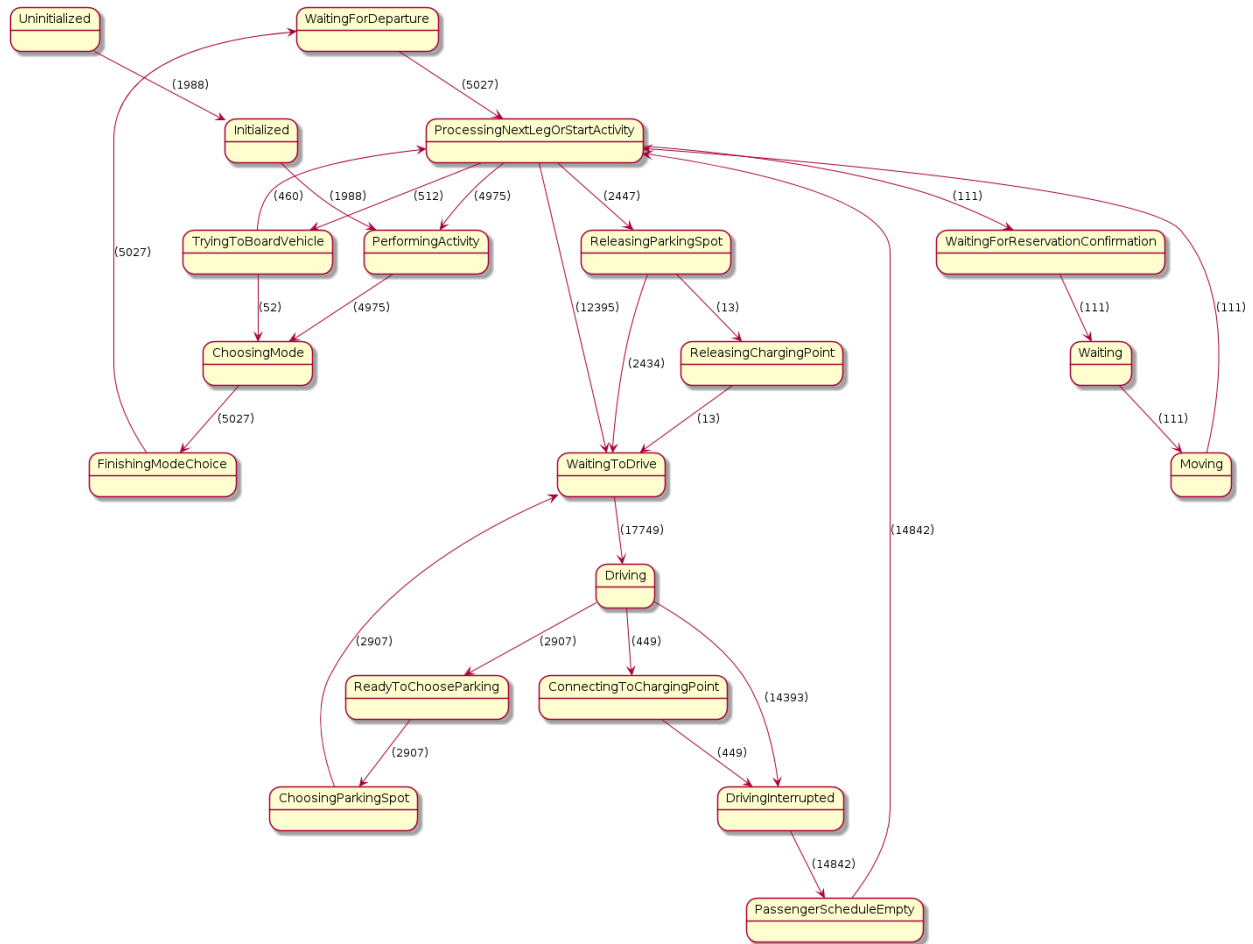 Uninitialized
WaitingForDeparture
(1988)
(5027)
Initialized
ProcessingNextLegOrStartActivity
(460)
(1988)
(512)
(4975)
(2447)
(111)
TryingToBoardVehicle
PerformingActivity
ReleasingParkingSpot
WaitingForReservationConfirmation
(5027)
(52)
(4975)
(12395)
(13)
(111)
(111)
ChoosingMode
ReleasingChargingPoint
Waiting
(2434)
(5027)
(13)
(111)
FinishingModeChoice
WaitingToDrive
Moving
(17749)
(14842)
Driving
(2907)
(2907)
(449)
ReadyToChooseParking
ConnectingToChargingPoint
(14393)
(2907)
(449)
ChoosingParkingSpot
DrivingInterrupted
(14842)
PassengerScheduleEmpty